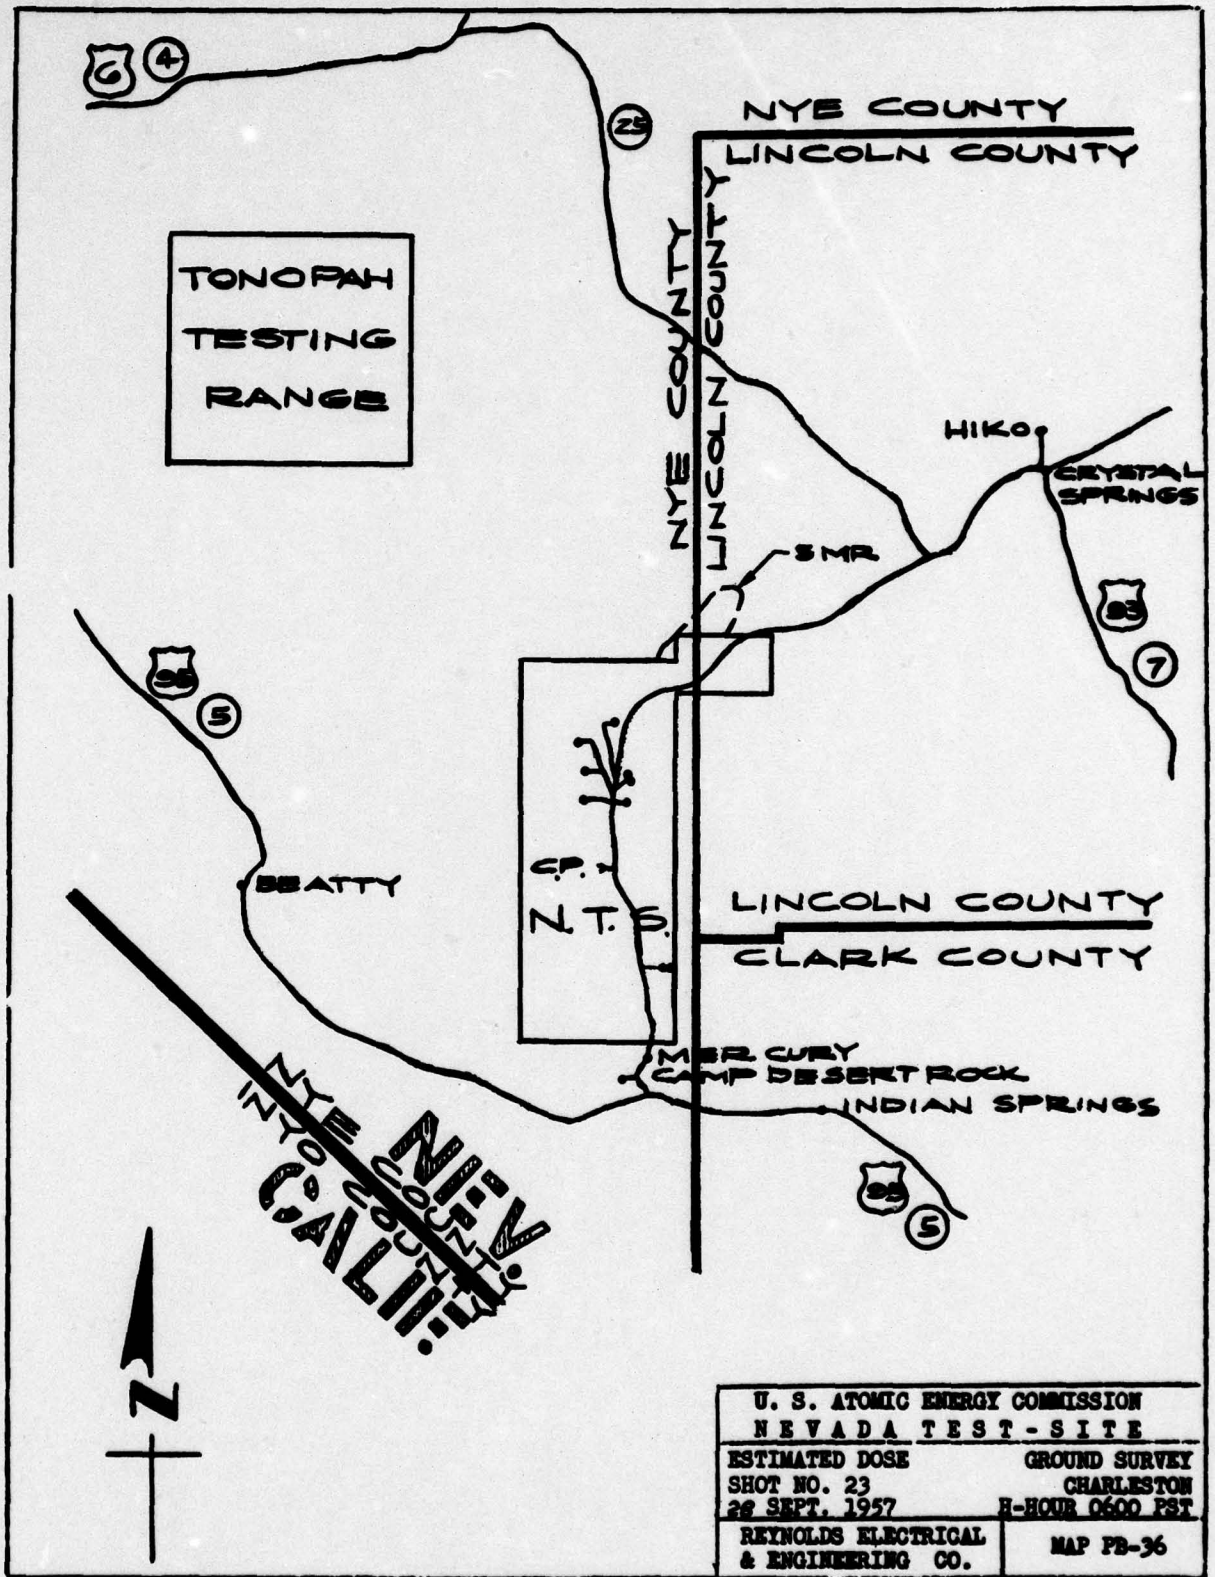 6
4
25
NYE COUNTY
LINCOLN COUNTY
NYE COUNTY
LINCOLN COUNTY
TONOPAH
TESTING
RANGE
HIKO
CRYSTAL
SPRINGS
5 MR
93
7
95
5
C.P.
BEATTY
N.T.S.
LINCOLN COUNTY
CLARK COUNTY
MERCURY
CAMP DESERT ROCK
INDIAN SPRINGS
NEV.
NYE COUNTY
INYO COUNTY
CALIF.
95
5
N
U. S. ATOMIC ENERGY COMMISSION
NEVADA TEST-SITE
ESTIMATED DOSE GROUND SURVEY
SHOT NO. 23 CHARLESTON
28 SEPT. 1957 H-HOUR 0600 PST
REYNOLDS ELECTRICAL
& ENGINEERING CO.
MAP PB-36